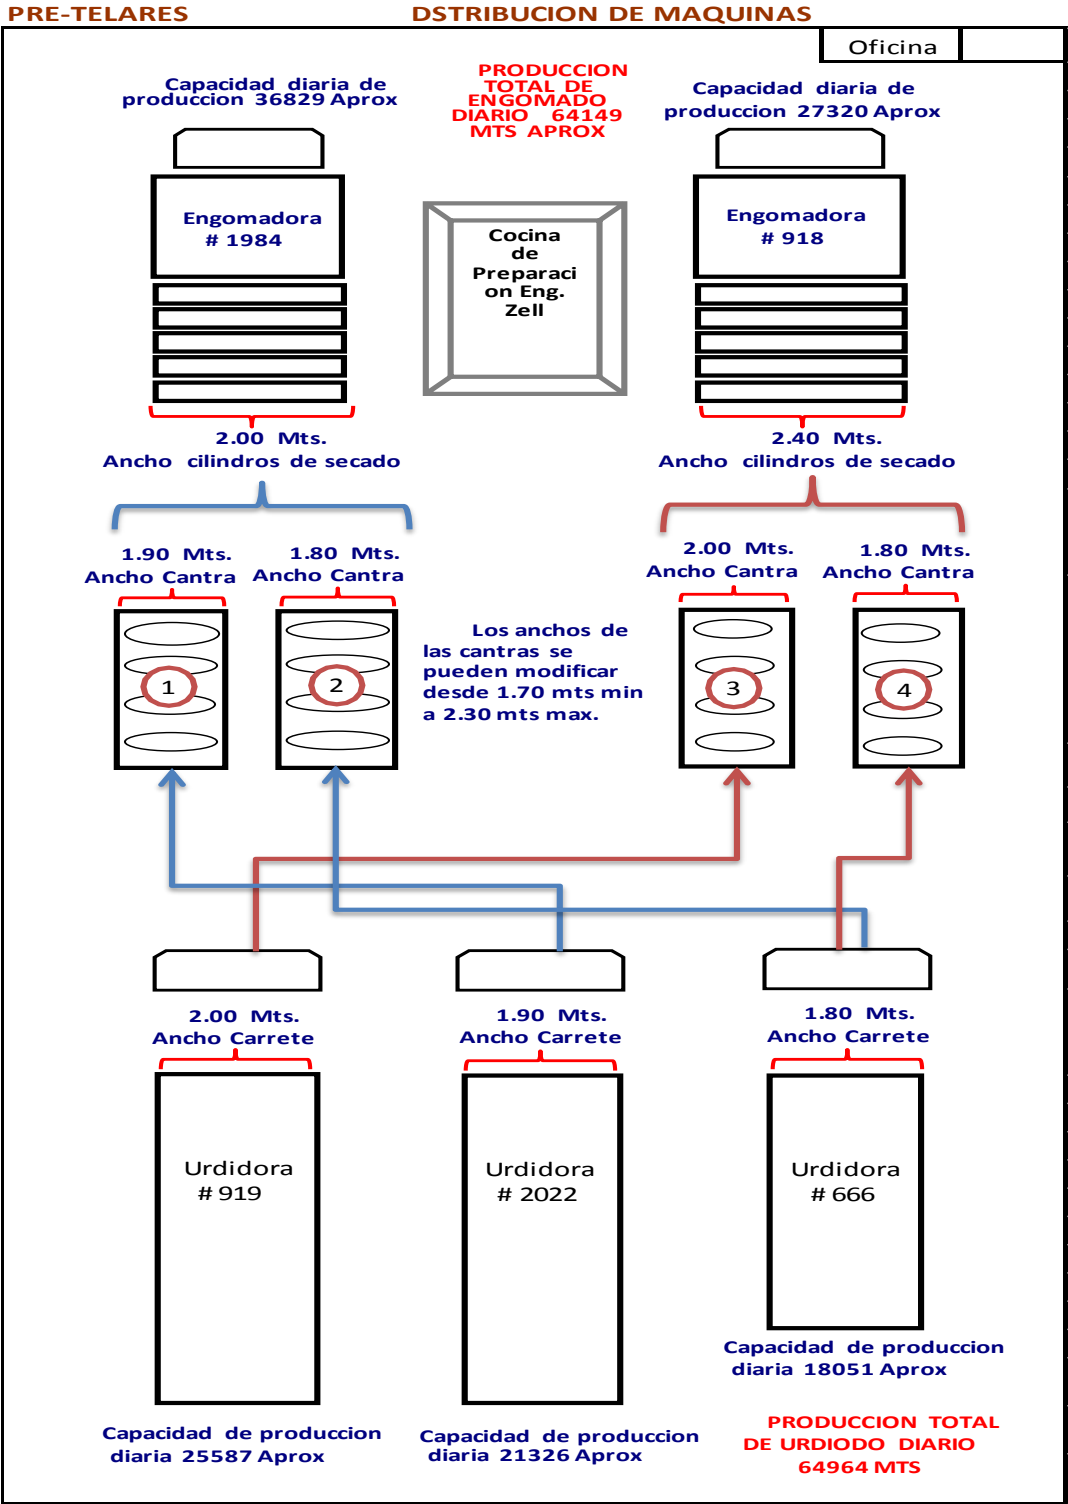 PRE-TELARES
DSTRIBUCION DE MAQUINAS
Oficina
Capacidad diaria de
produccion 36829 Aprox
PRODUCCION
TOTAL DE
ENGOMADO
DIARIO 64149
MTS APROX
Capacidad diaria de
produccion 27320 Aprox
Engomadora
# 1984
Cocina
de
Preparaci
on Eng.
Zell
Engomadora
# 918
2.00 Mts.
Ancho cilindros de secado
2.40 Mts.
Ancho cilindros de secado
1.90 Mts.
Ancho Cantra
1.80 Mts.
Ancho Cantra
2.00 Mts.
Ancho Cantra
1.80 Mts.
Ancho Cantra
1
2
Los anchos de
las cantras se
pueden modificar
desde 1.70 mts min
a 2.30 mts max.
3
4
2.00 Mts.
Ancho Carrete
1.90 Mts.
Ancho Carrete
1.80 Mts.
Ancho Carrete
Urdidora
# 919
Urdidora
# 2022
Urdidora
# 666
Capacidad de produccion
diaria 25587 Aprox
Capacidad de produccion
diaria 21326 Aprox
Capacidad de produccion
diaria 18051 Aprox
PRODUCCION TOTAL
DE URDIODO DIARIO
64964 MTS